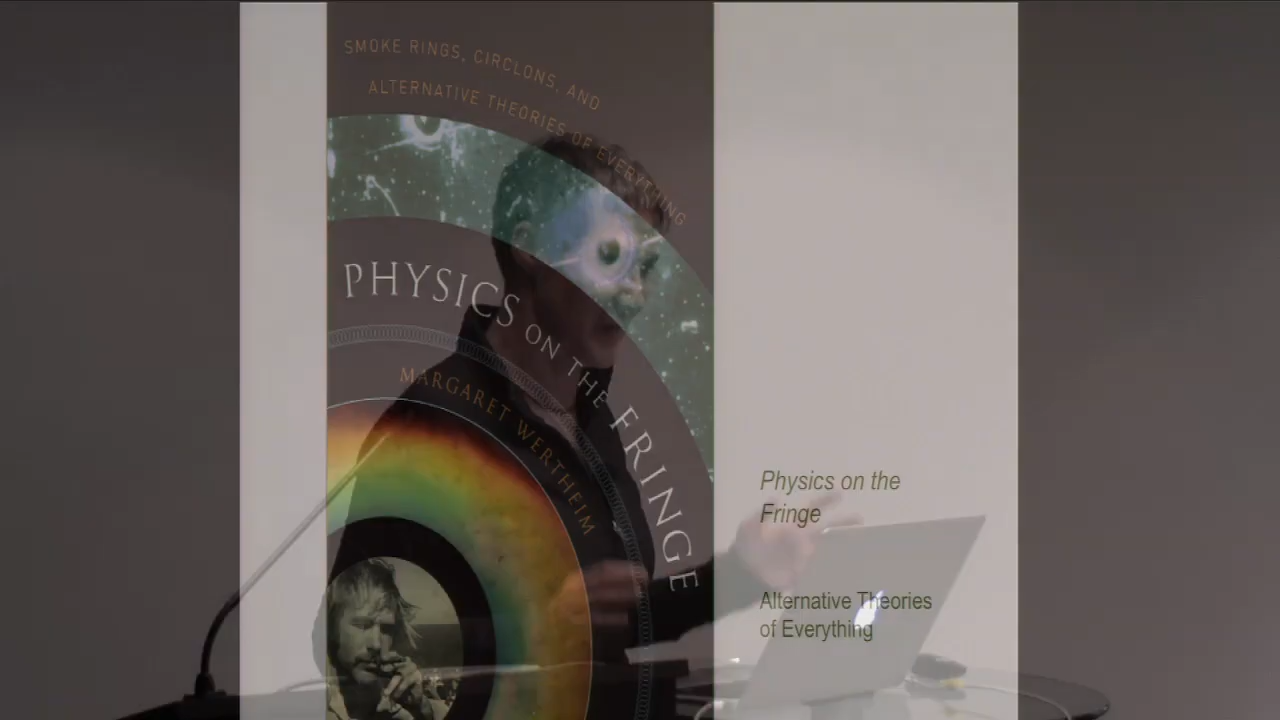 SMOKE RINGS, CIRCLONS, AND
ALTERNATIVE THEORIES OF EVERYTHING
PHYSICS ON THE FRINGE
MARGARET WERTHEIM
Physics on the
Fringe
Alternative Theories
of Everything